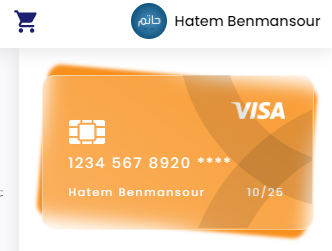 حاتم Hatem Benmansour
VISA
1234 567 8920 ****
Hatem Benmansour 10/25